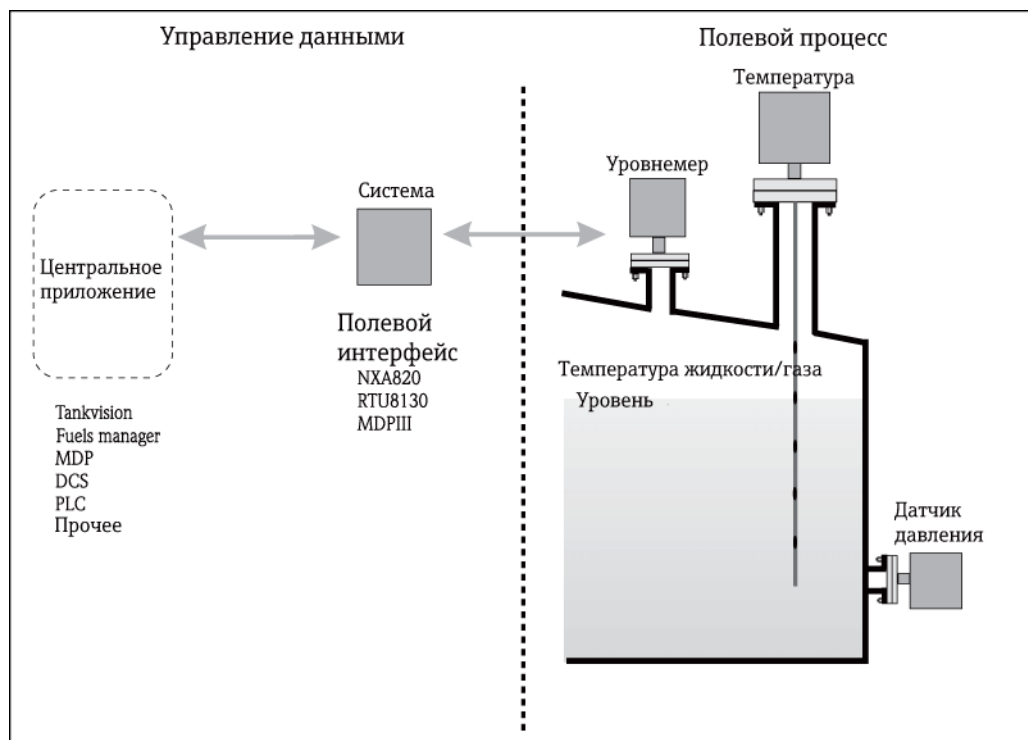 Управление данными
Полевой процесс
Температура
Уровнемер
Система
Центральное
приложение
Полевой
интерфейс
NXA820
RTU8130
MDPIII
Tankvision
Fuels manager
MDP
DCS
PLC
Прочее
Температура жидкости/газа
Уровень
Датчик
давления